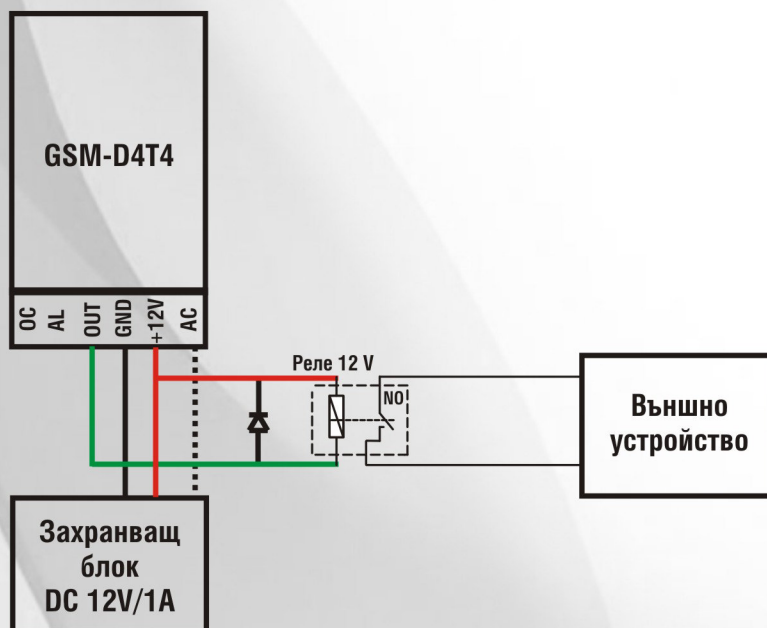 GSM-D4T4
OC
AL
OUT
GND
+12V
AC
Реле 12 V
NO
Външно
устройство
Захранващ
блок
DC 12V/1A